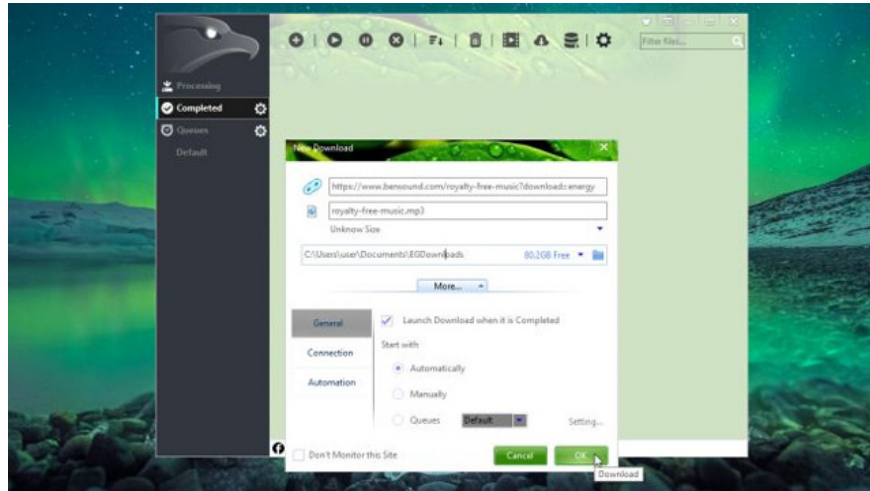 Filter files...
Processing
Completed
Queues
Default
New Download
https://www.bensound.com/royalty-free-music?download=energy
royalty-free-music.mp3
Unknow Size
C:\Users\user\Documents\EGDownloads 80.2GB Free
More...
General
Launch Download when it is Completed
Connection
Start with
Automation
Automatically
Manually
Queues Default Setting...
Don't Monitor this Site
Cancel OK
Download